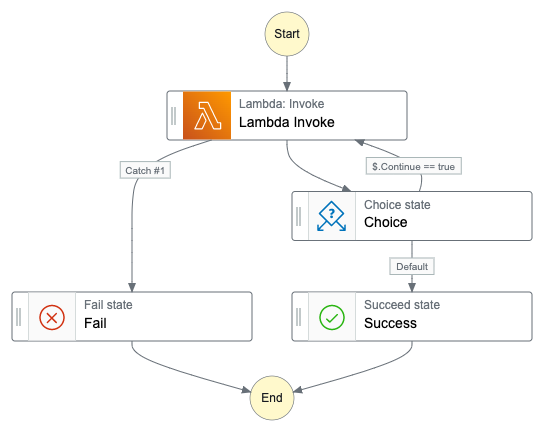 Start
Lambda: Invoke
Lambda Invoke
Catch #1
$.Continue == true
Choice state
Choice
Default
Fail state
Fail
Succeed state
Success
End